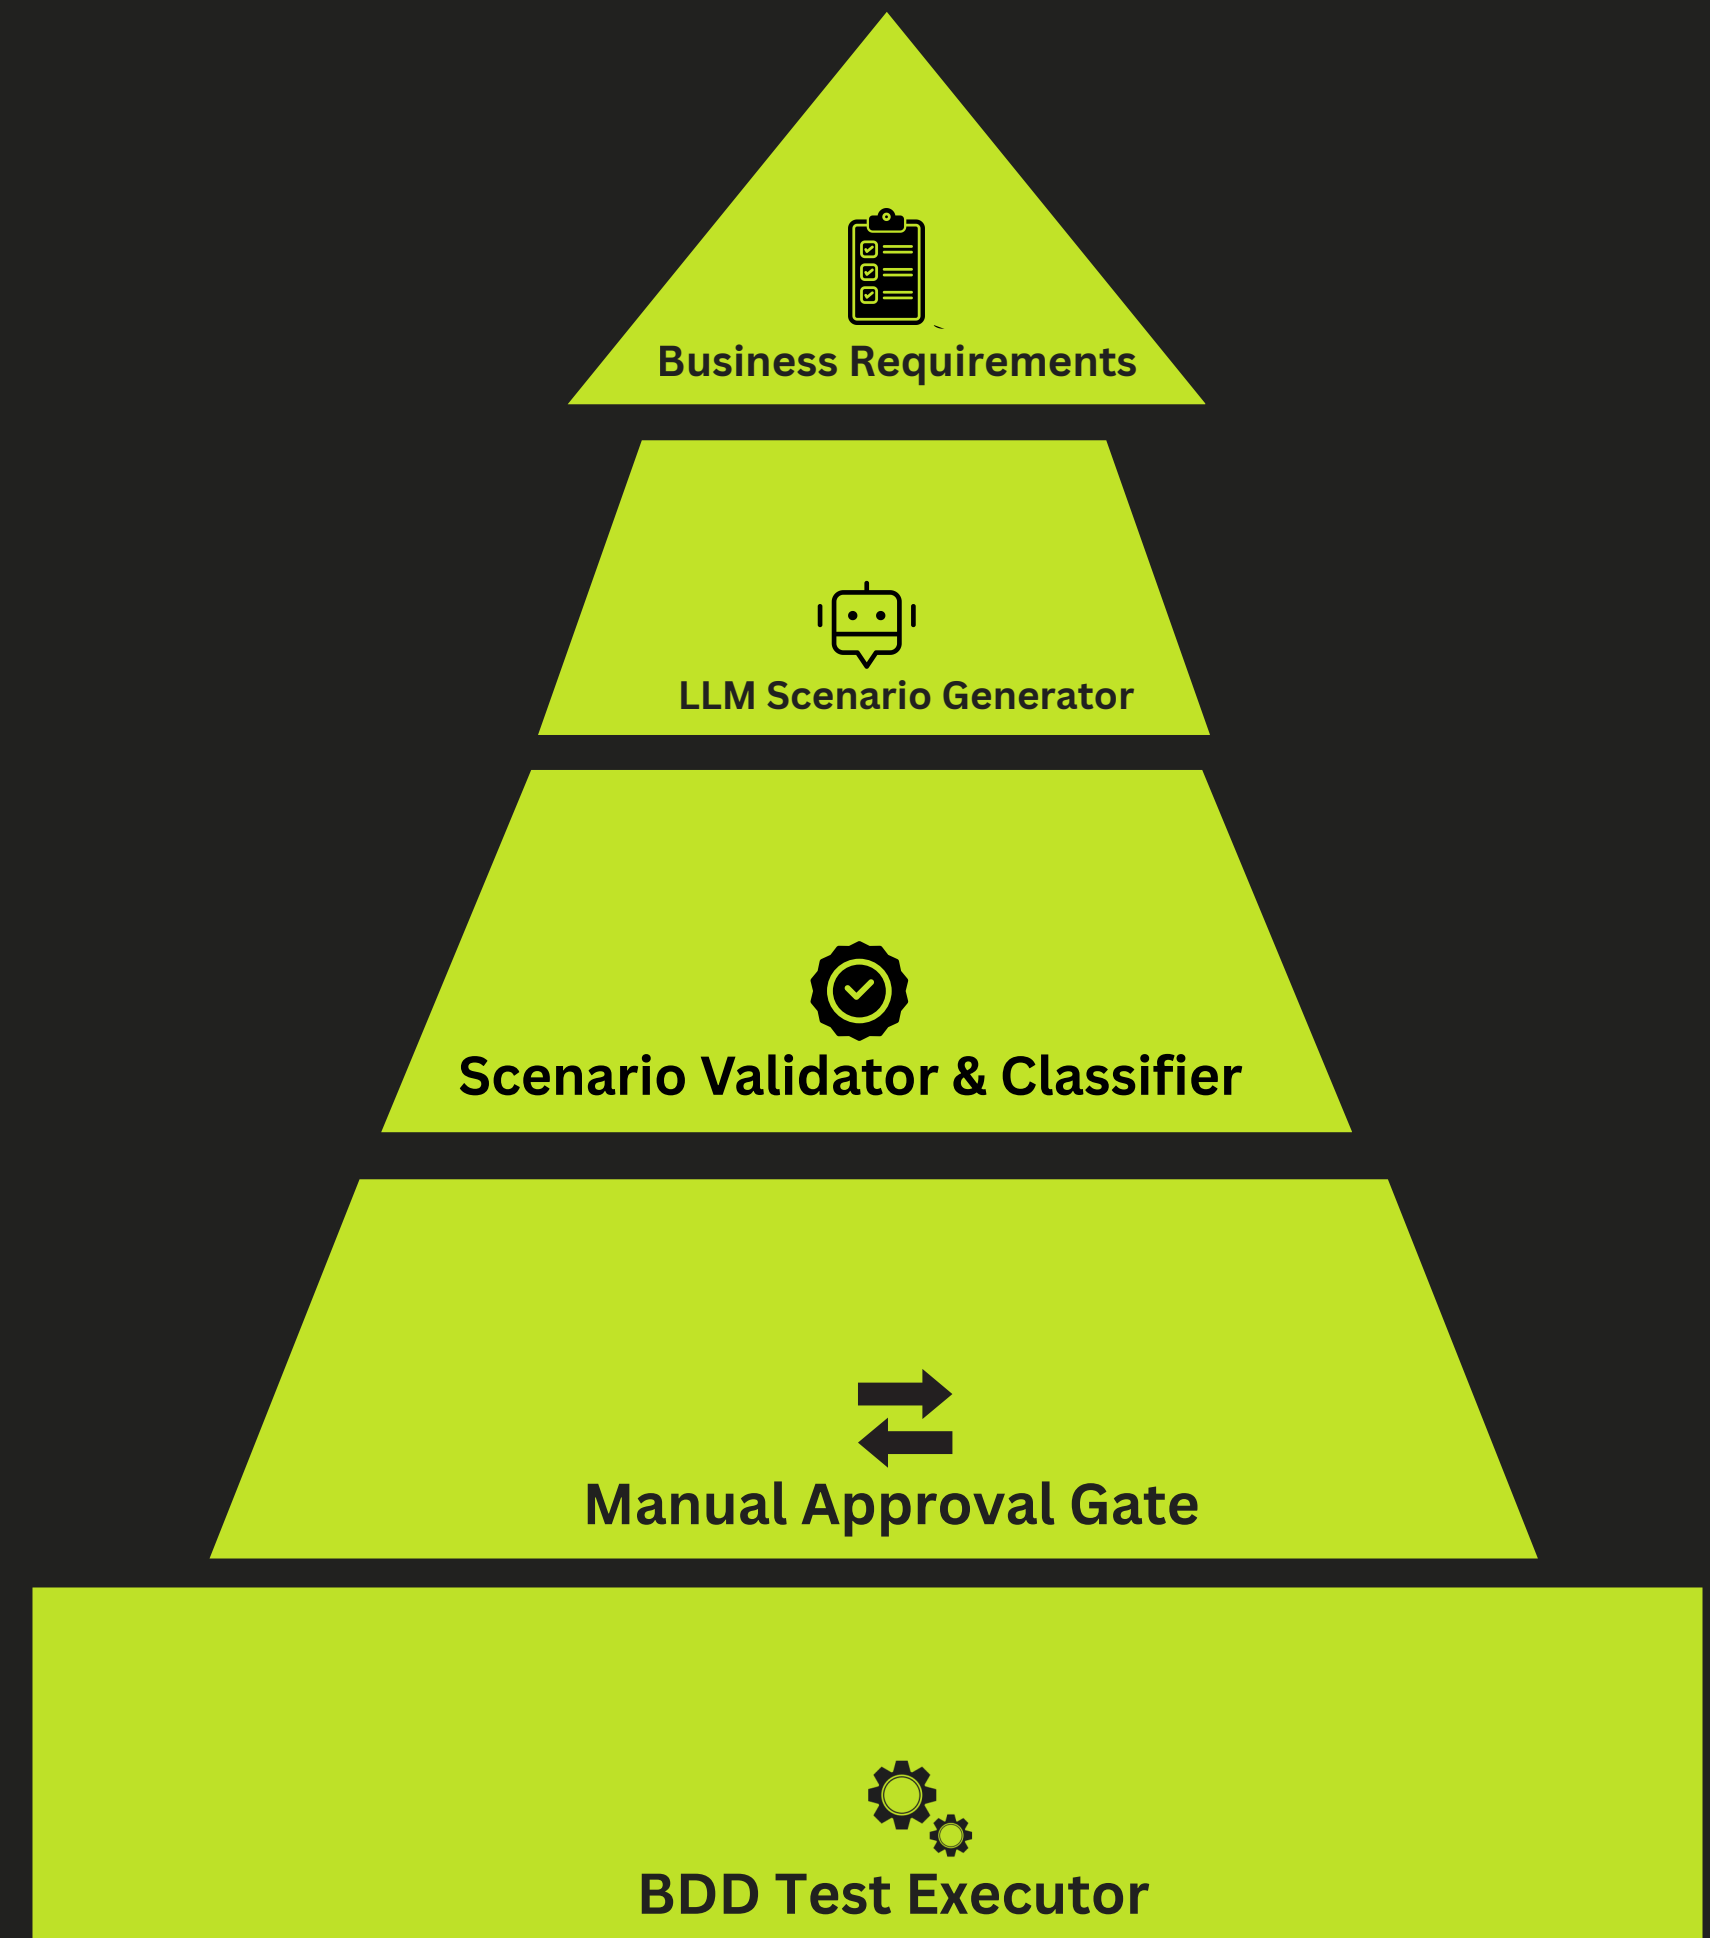 Business Requirements
LLM Scenario Generator
Scenario Validator & Classifier
Manual Approval Gate
BDD Test Executor